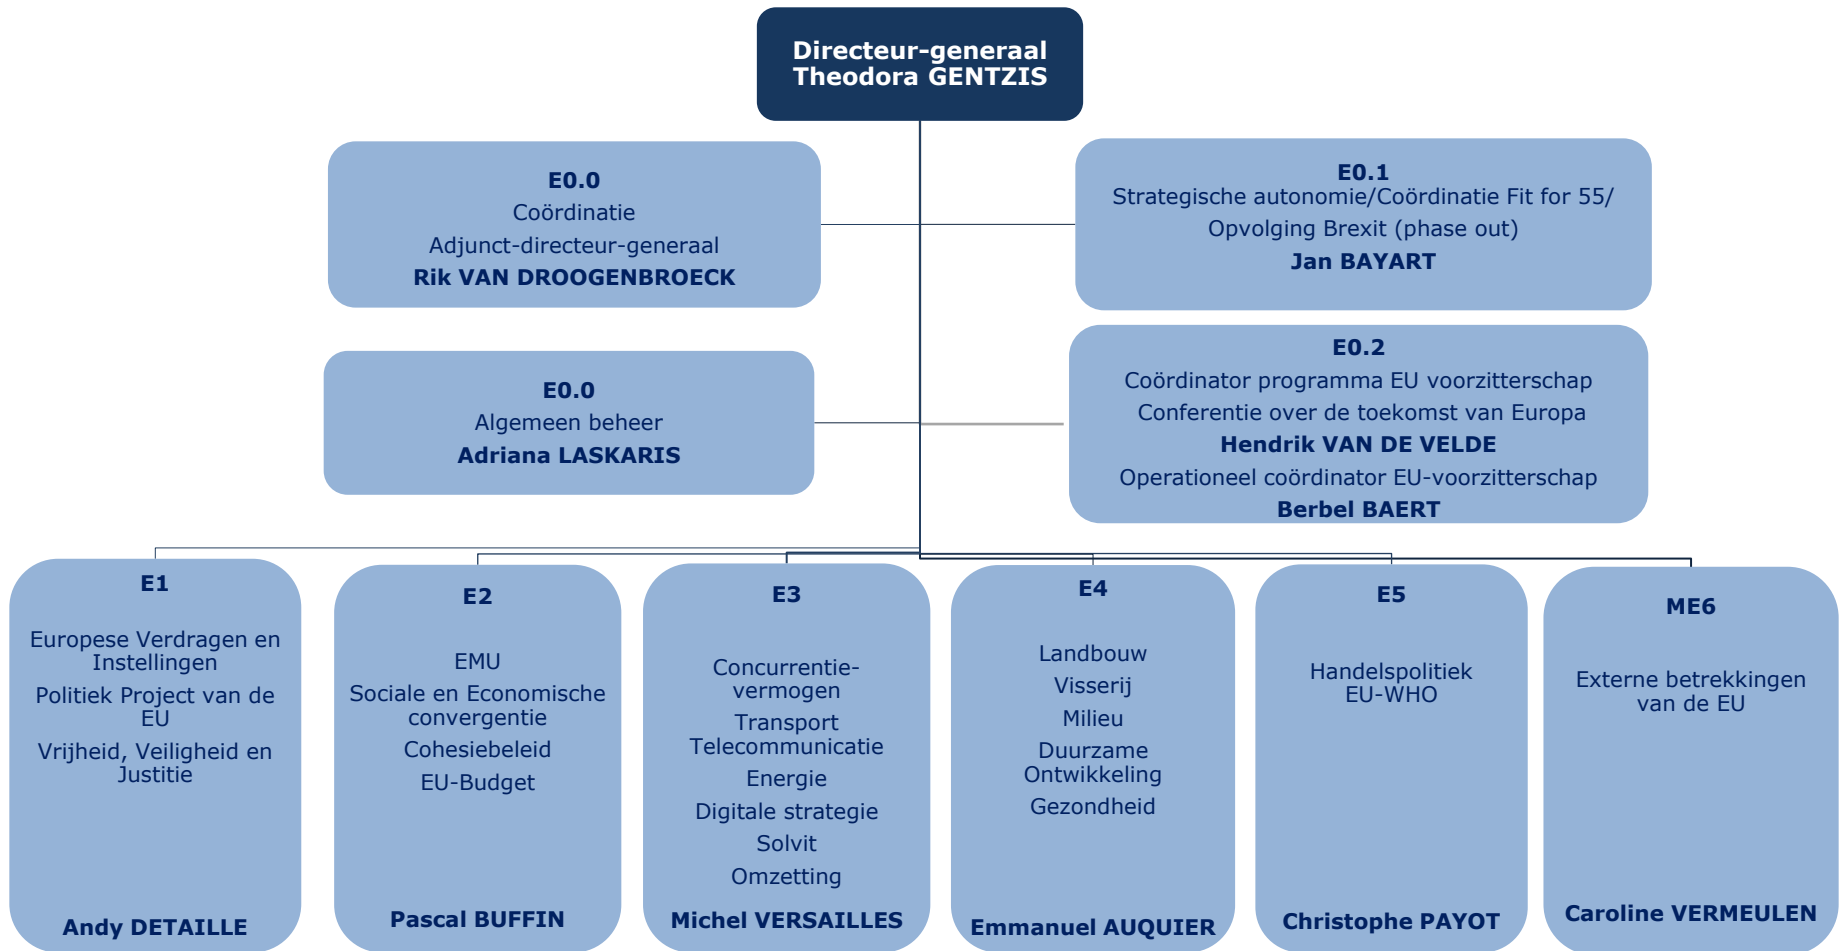 Directeur-generaal
Theodora GENTZIS
E0.0
Coördinatie
Adjunct-directeur-generaal
Rik VAN DROOGENBROECK
E0.1
Strategische autonomie/Coördinatie Fit for 55/
Opvolging Brexit (phase out)
Jan BAYART
E0.0
Algemeen beheer
Adriana LASKARIS
E0.2
Coördinator programma EU voorzitterschap
Conferentie over de toekomst van Europa
Hendrik VAN DE VELDE
Operationeel coördinator EU-voorzitterschap
Berbel BAERT
E1
Europese Verdragen en
Instellingen
Politiek Project van de
EU
Vrijheid, Veiligheid en
Justitie
Andy DETAILLE
E2
EMU
Sociale en Economische
convergentie
Cohesiebeleid
EU-Budget
Pascal BUFFIN
E3
Concurrentie-
vermogen
Transport
Telecommunicatie
Energie
Digitale strategie
Solvit
Omzetting
Michel VERSAILLES
E4
Landbouw
Visserij
Milieu
Duurzame
Ontwikkeling
Gezondheid
Emmanuel AUQUIER
E5
Handelspolitiek
EU-WHO
Christophe PAYOT
ME6
Externe betrekkingen
van de EU
Caroline VERMEULEN